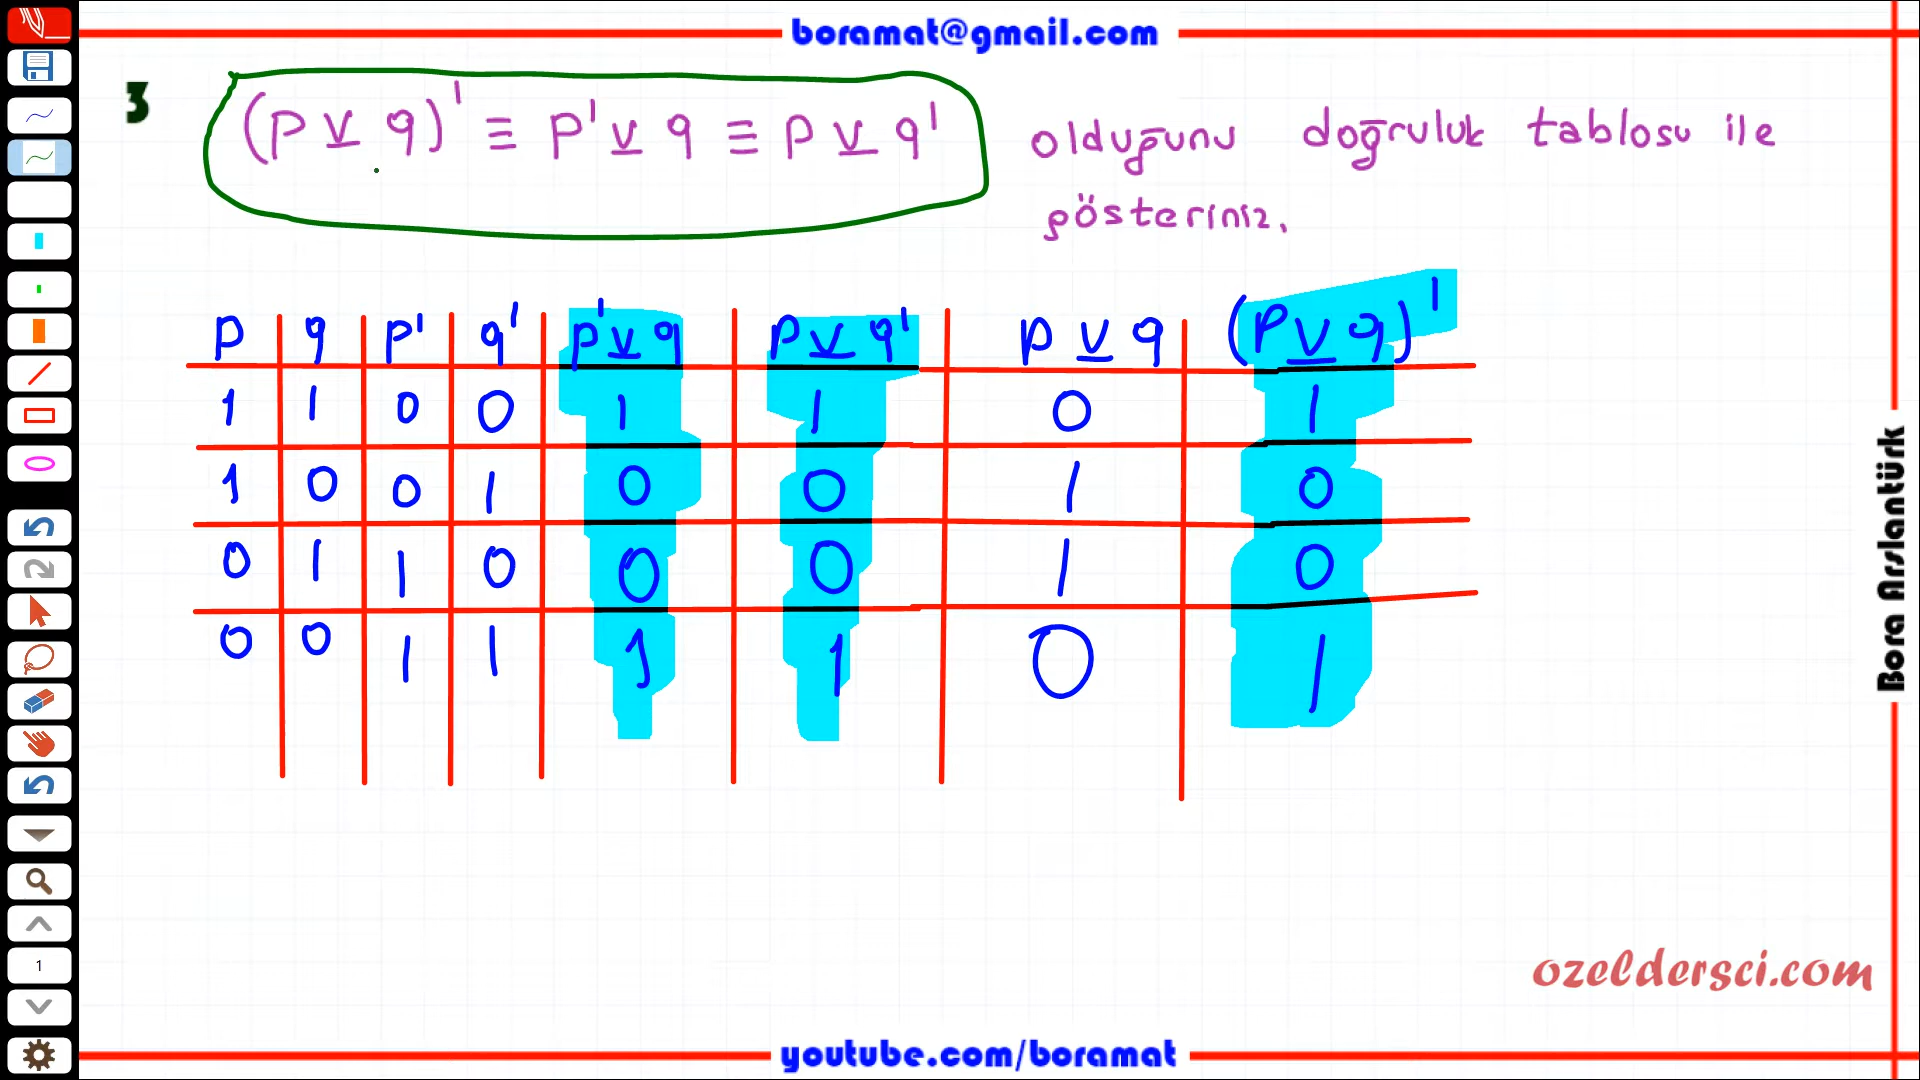 boramat@gmail.com
3 (p ⊻ q)' ≡ p' ⊻ q ≡ p ⊻ q' olduğunu doğruluk tablosu ile
gösteriniz.
p q p' q' p' ⊻ q p ⊻ q' p ⊻ q (p ⊻ q)'
1 1 0 0 1 1 0 1
1 0 0 1 0 0 1 0
0 1 1 0 0 0 1 0
0 0 1 1 1 1 0 1
Bora Arslantürk
1
ozeldersci.com
youtube.com/boramat